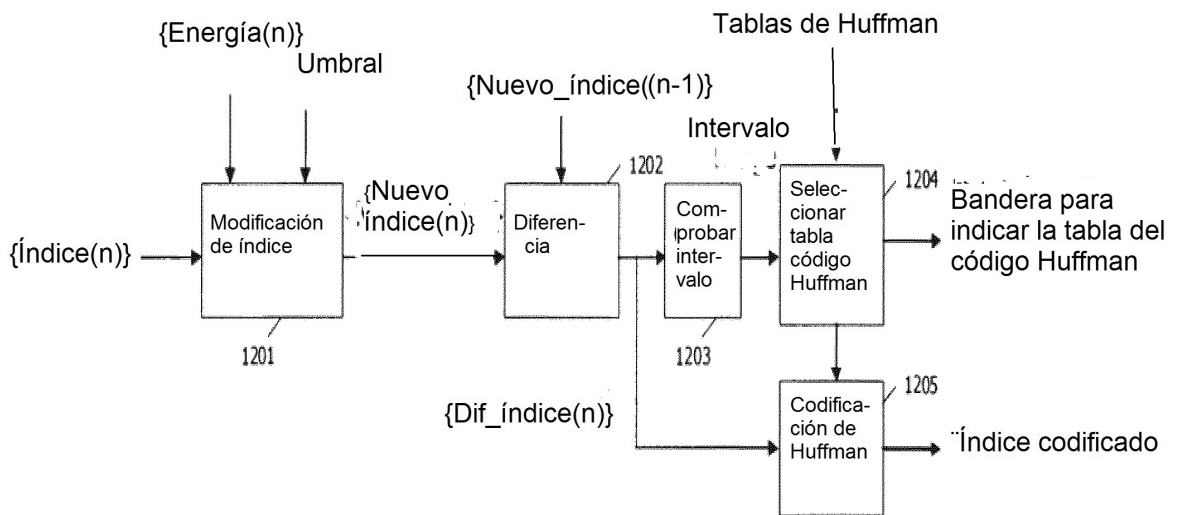 {Energía(n)}
Umbral
Tablas de Huffman
{Nuevo_índice((n-1)}
Intervalo
{Índice(n)}
Modificación
de índice
1201
{Nuevo
índice(n)}
Diferen-
cia
1202
Com-
probar
inter-
valo
1203
Selec-
ccionar
tabla
código
Huffman
1204
Bandera para
indicar la tabla del
código Huffman
{Dif_índice(n)}
Codifica-
ación de
Huffman
1205
Índice codificado